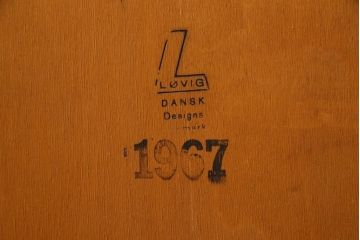 L
LØVIG
DANSK
Designs
mark
1967